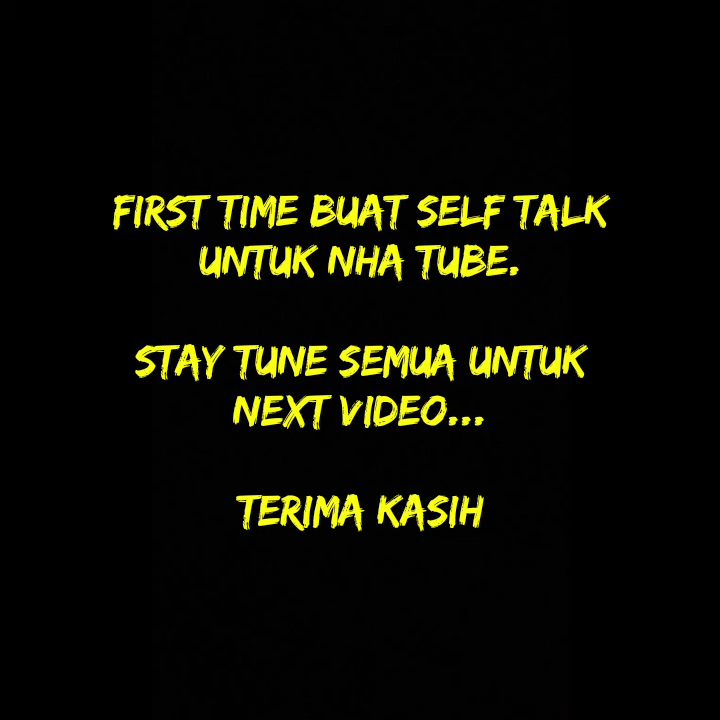 FIRST TIME BUAT SELF TALK
UNTUK NHA TUBE.
STAY TUNE SEMUA UNTUK
NEXT VIDEO...
TERIMA KASIH